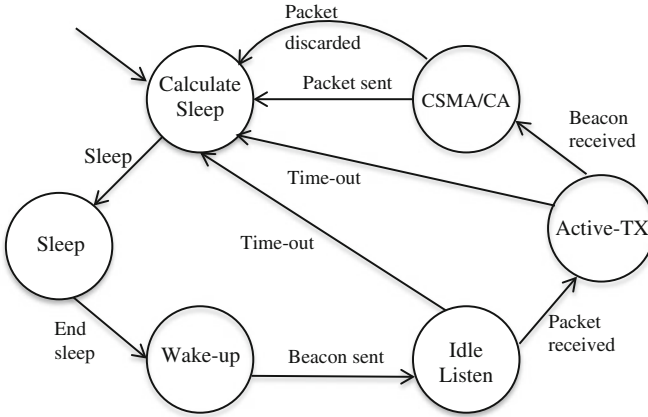 Packet
discarded
Calculate
Sleep
Packet sent
CSMA/CA
Beacon
received
Sleep
Time-out
Active-TX
Sleep
Time-out
End
sleep
Wake-up
Beacon sent
Idle
Listen
Packet
received